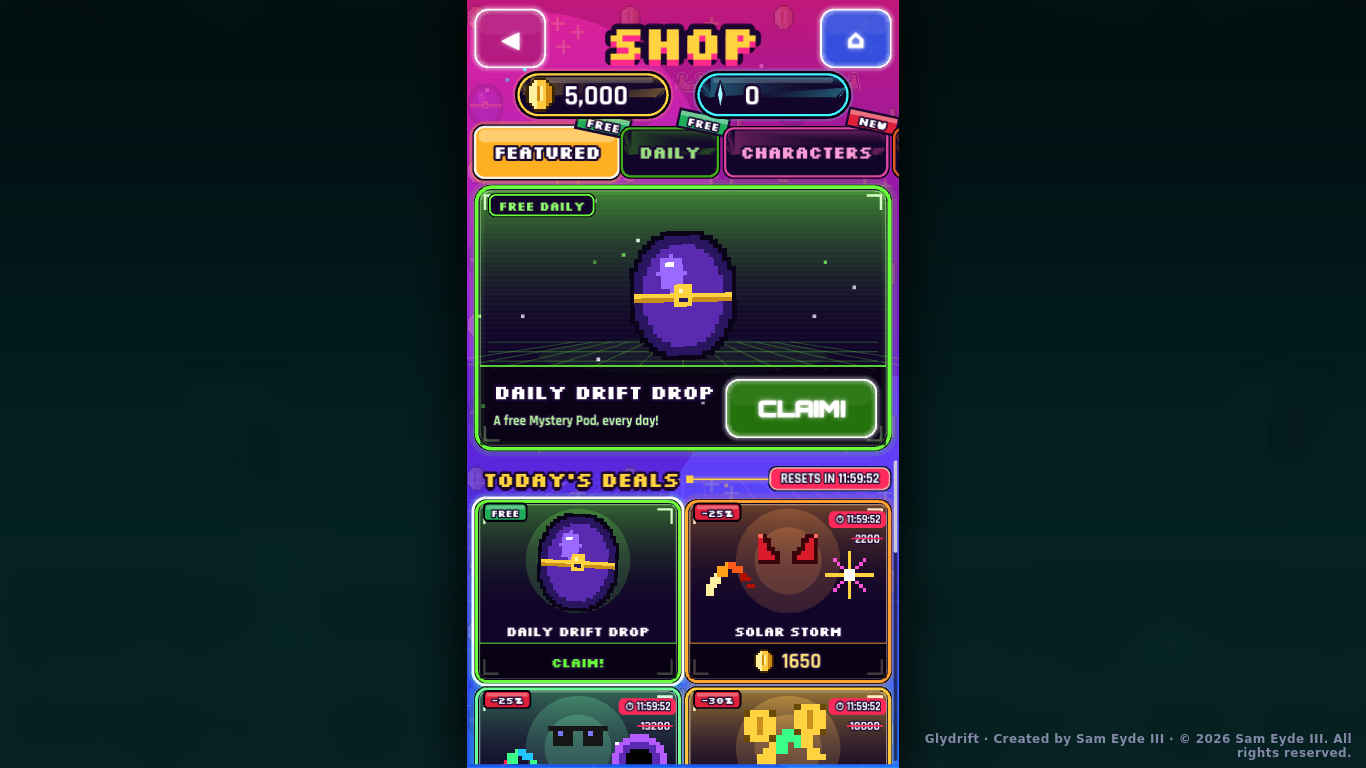 SHOP
5,000
0
FREE
FREE
NEW
FEATURED
DAILY
CHARACTERS
FREE DAILY
DAILY DRIFT DROP
A free Mystery Pod, every day!
CLAIM!
TODAY'S DEALS
RESETS IN 11:59:52
FREE
DAILY DRIFT DROP
CLAIM!
-25%
11:59:52
2200
SOLAR STORM
1650
-25%
11:59:52
13200
-30%
11:59:52
10000
Glydrift · Created by Sam Eyde III · © 2026 Sam Eyde III. All
rights reserved.